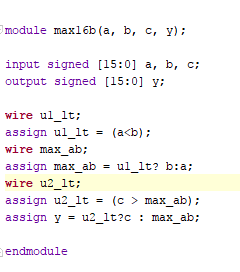 module max16b(a, b, c, y);
input signed [15:0] a, b, c;
output signed [15:0] y;
wire u1_lt;
assign u1_lt = (a<b);
wire max_ab;
assign max_ab = u1_lt? b:a;
wire u2_lt;
assign u2_lt = (c > max_ab);
assign y = u2_lt?c : max_ab;
endmodule